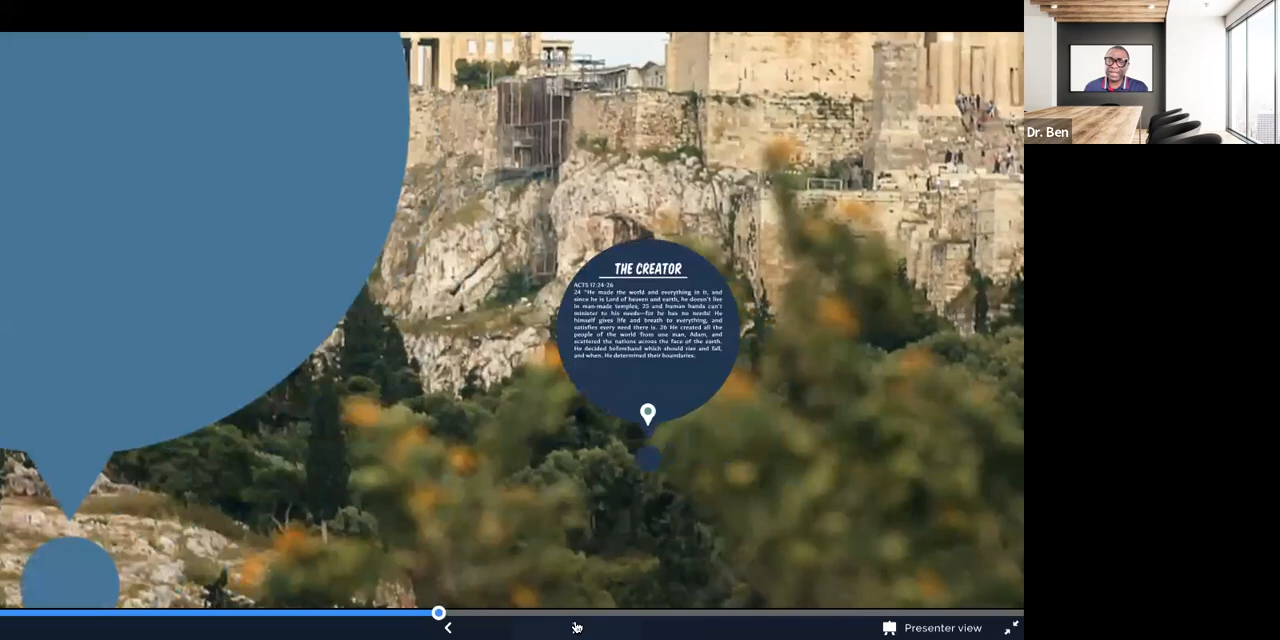 THE CREATOR
ACTS 17:24-26
24 "He made the world and everything in it, and
since he is Lord of heaven and earth, he doesn't live
in man-made temples, 25 and human hands can't
minister to his needs—for he has no needs! He
himself gives life and breath to everything, and
satisfies every need there is. 26 He created all the
people of the world from one man, Adam, and
scattered the nations across the face of the earth.
He decided beforehand which should rise and fall,
and when. He determined their boundaries.
Dr. Ben
Presenter view